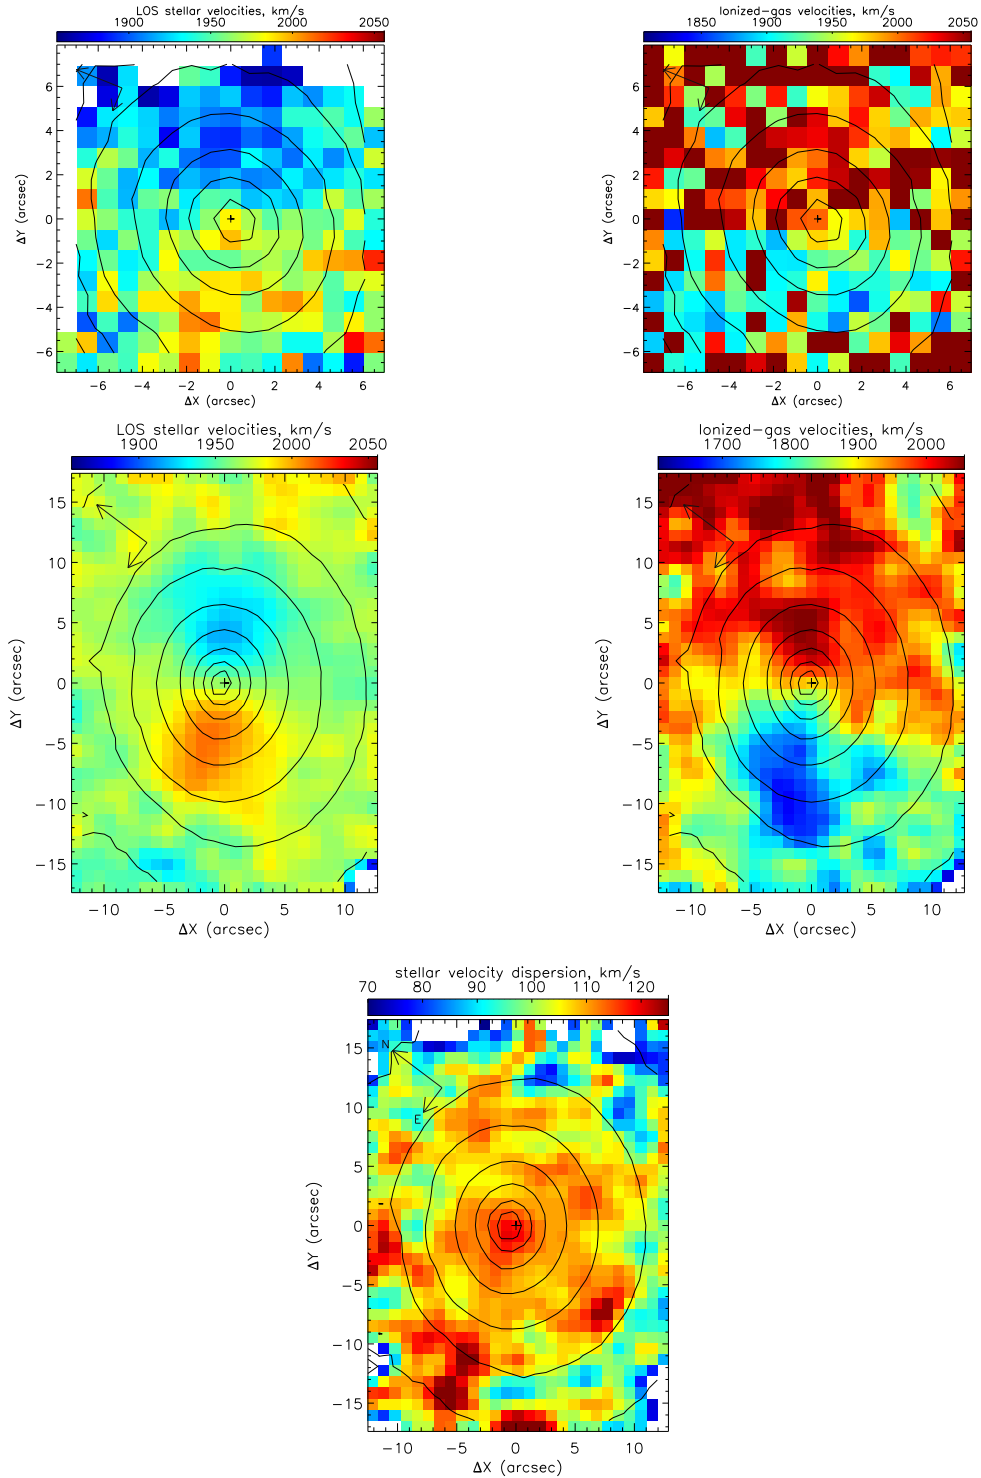 LOS stellar velocities, km/s
1900 1950 2000 2050
6
4
2
0
−2
−4
−6
ΔY (arcsec)
−6 −4 −2 0 2 4 6
ΔX (arcsec)
Ionized−gas velocities, km/s
1850 1900 1950 2000 2050
6
4
2
0
−2
−4
−6
ΔY (arcsec)
−6 −4 −2 0 2 4 6
ΔX (arcsec)
LOS stellar velocities, km/s
1900 1950 2000 2050
15
10
5
0
−5
−10
−15
ΔY (arcsec)
−10 −5 0 5 10
ΔX (arcsec)
Ionized−gas velocities, km/s
1700 1800 1900 2000
15
10
5
0
−5
−10
−15
ΔY (arcsec)
−10 −5 0 5 10
ΔX (arcsec)
stellar velocity dispersion, km/s
70 80 90 100 110 120
N
E
15
10
5
0
−5
−10
−15
ΔY (arcsec)
−10 −5 0 5 10
ΔX (arcsec)